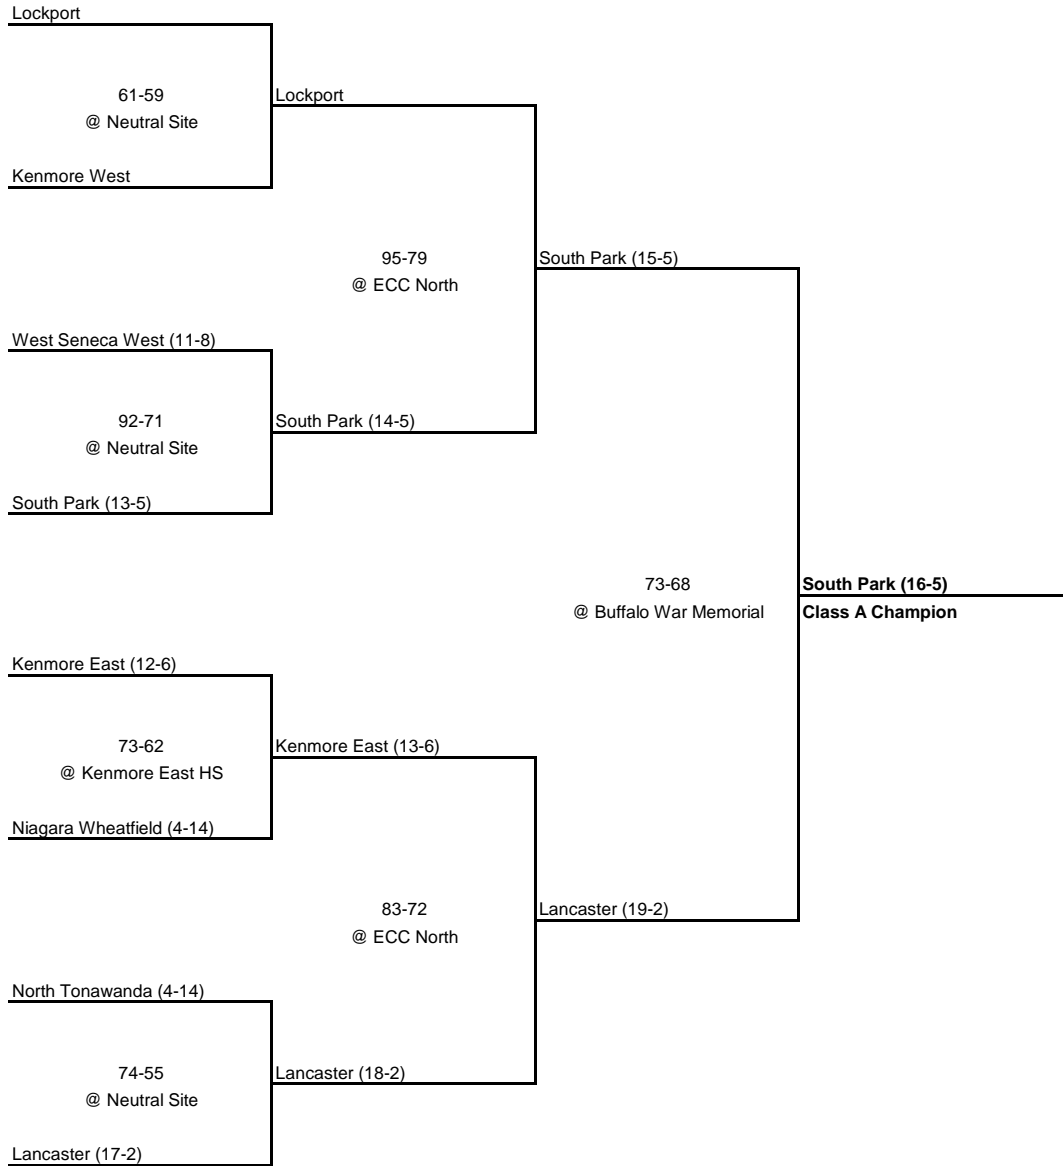 Lockport
61-59
Lockport
@ Neutral Site
Kenmore West
95-79
South Park (15-5)
@ ECC North
West Seneca West (11-8)
92-71
South Park (14-5)
@ Neutral Site
South Park (13-5)
73-68
South Park (16-5)
@ Buffalo War Memorial
Class A Champion
Kenmore East (12-6)
73-62
Kenmore East (13-6)
@ Kenmore East HS
Niagara Wheatfield (4-14)
83-72
Lancaster (19-2)
@ ECC North
North Tonawanda (4-14)
74-55
Lancaster (18-2)
@ Neutral Site
Lancaster (17-2)